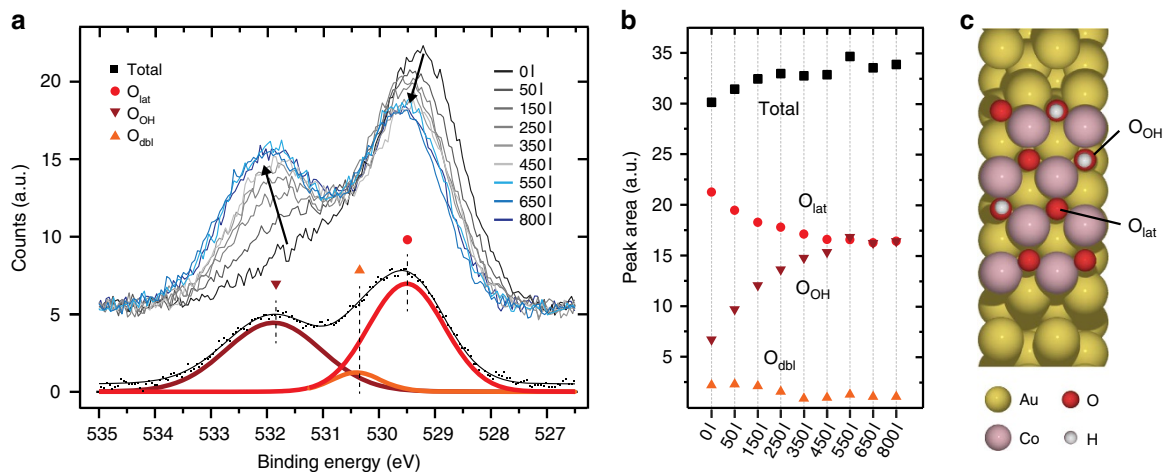 a
Counts (a.u.)
20
15
10
5
0
Total
O_lat
O_OH
O_dbl
0 l
50 l
150 l
250 l
350 l
450 l
550 l
650 l
800 l
535 534 533 532 531 530 529 528 527
Binding energy (eV)
b
Peak area (a.u.)
35
30
25
20
15
10
5
Total
O_lat
O_OH
O_dbl
0 l 50 l 150 l 250 l 350 l 450 l 550 l 650 l 800 l
c
H
H
H
O_OH
O_lat
Au O
Co H